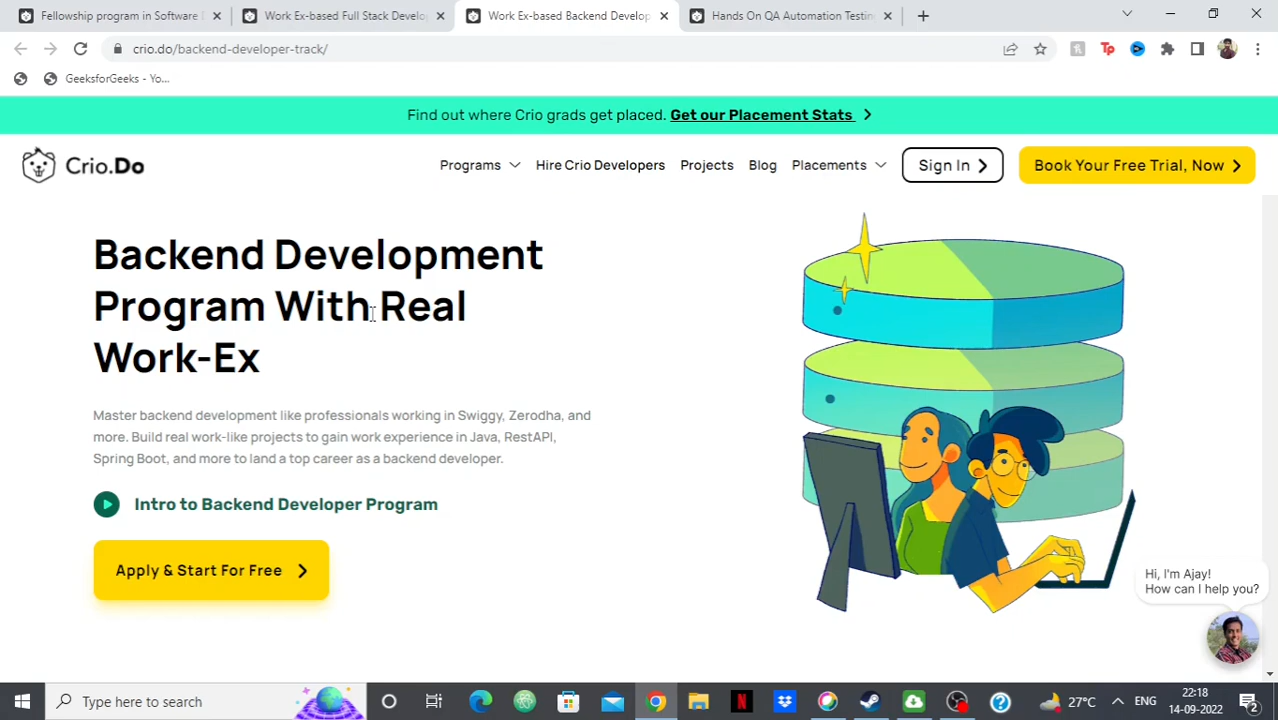 Fellowship program in Software D
Work Ex-based Full Stack Develop
Work Ex-based Backend Develop
Hands On QA Automation Testin
crio.do/backend-developer-track/
GeeksforGeeks - Yo...
Find out where Crio grads get placed. Get our Placement Stats
Crio.Do
Programs
Hire Crio Developers
Projects
Blog
Placements
Sign In
Book Your Free Trial, Now
Backend Development
Program With Real
Work-Ex
Master backend development like professionals working in Swiggy, Zerodha, and
more. Build real work-like projects to gain work experience in Java, RestAPI,
Spring Boot, and more to land a top career as a backend developer.
Intro to Backend Developer Program
Apply & Start For Free
Hi, I'm Ajay!
How can I help you?
Type here to search
27°C
ENG
22:18
14-09-2022
2